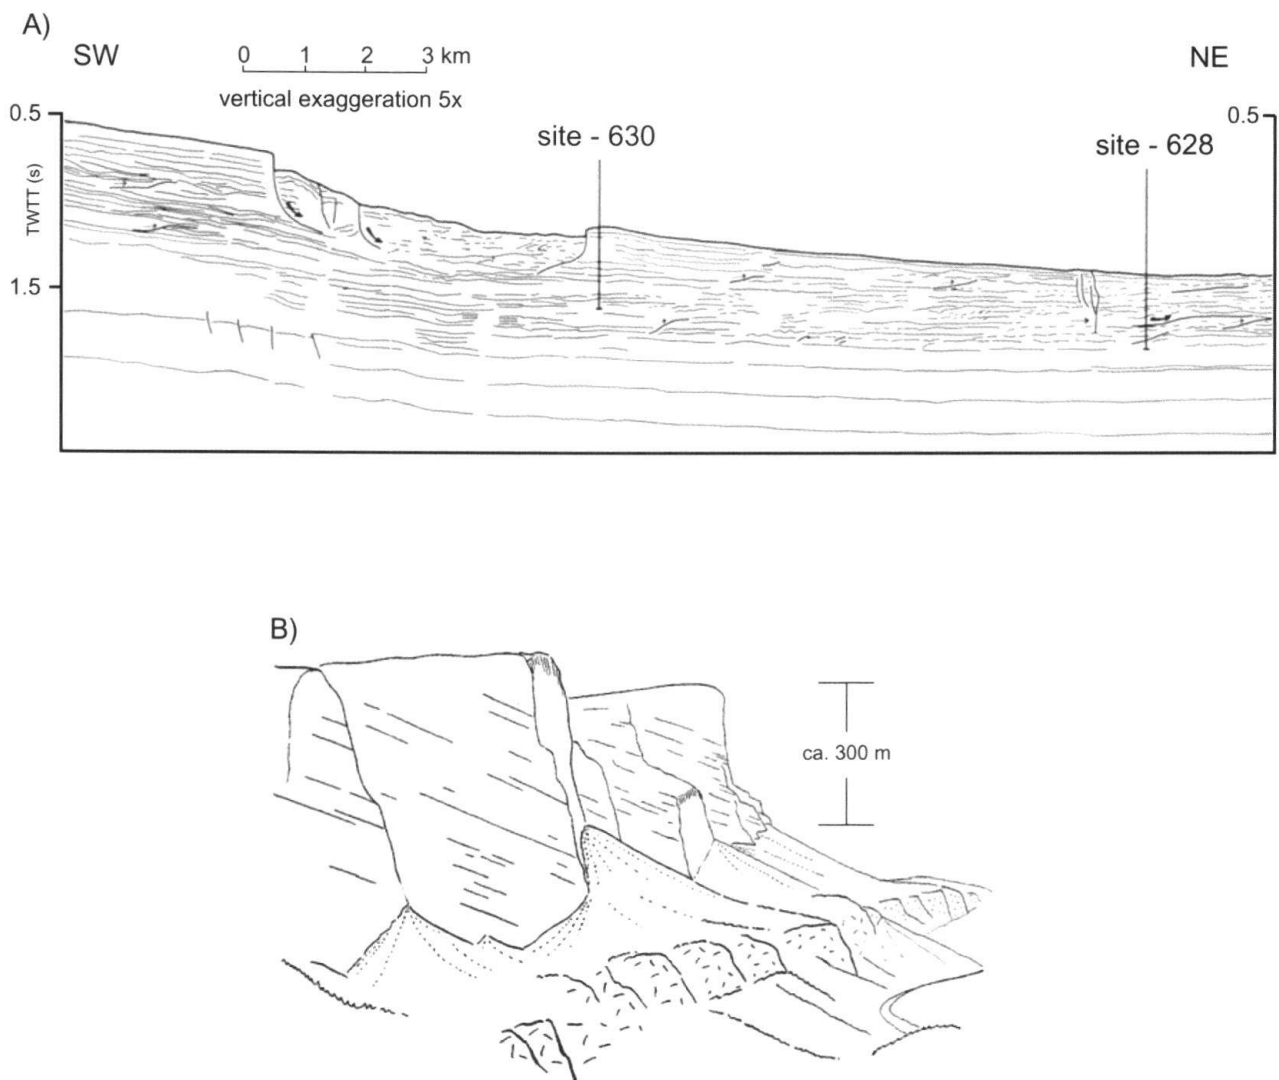 A)
SW
0 1 2 3 km
NE
vertical exaggeration 5x
0.5
0.5
site - 630
site - 628
TWTT (s)
1.5
B)
ca. 300 m